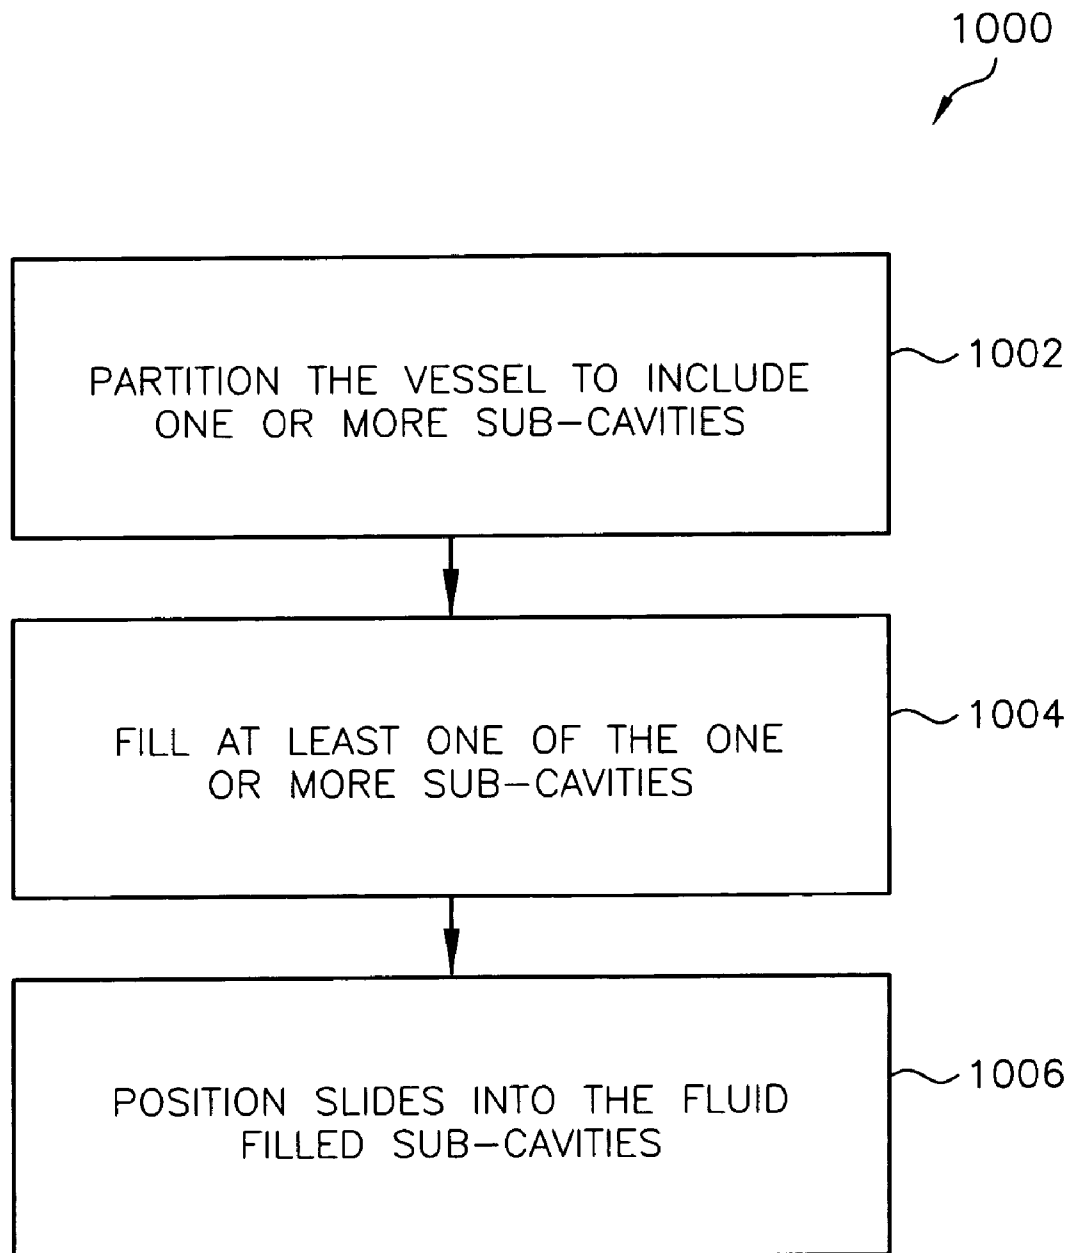 1000
PARTITION THE VESSEL TO INCLUDE
ONE OR MORE SUB-CAVITIES
1002
FILL AT LEAST ONE OF THE ONE
OR MORE SUB-CAVITIES
1004
POSITION SLIDES INTO THE FLUID
FILLED SUB-CAVITIES
1006